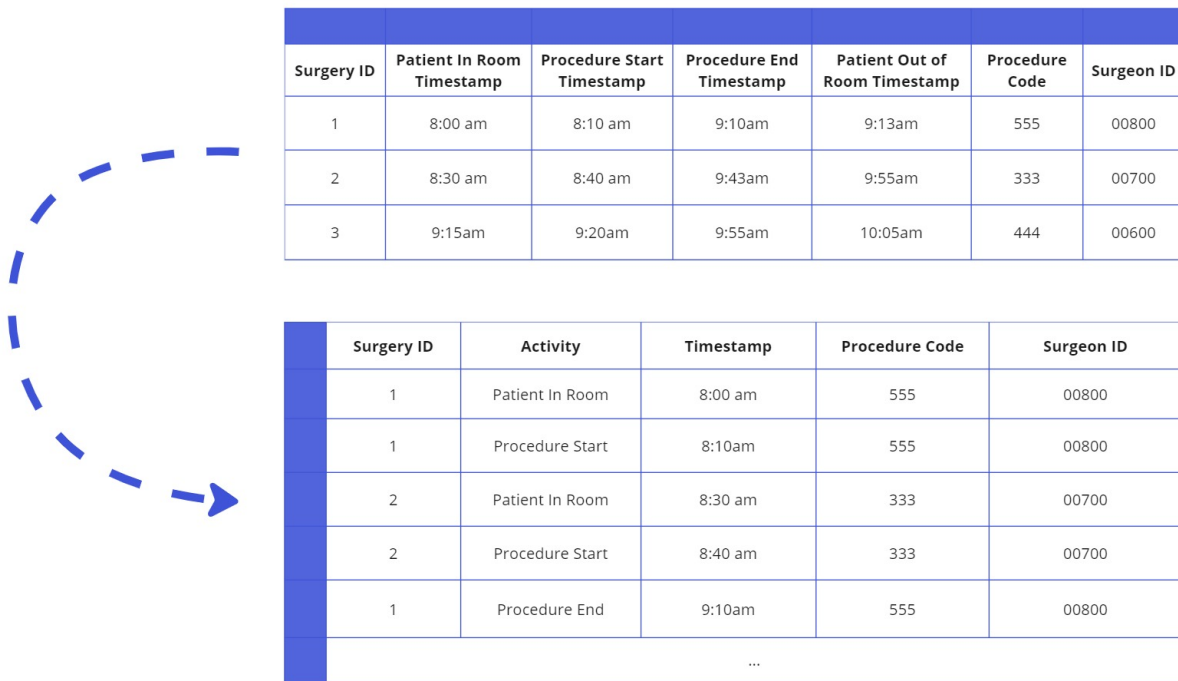 Surgery ID Patient In Room Timestamp Procedure Start Timestamp Procedure End Timestamp Patient Out of Room Timestamp Procedure Code Surgeon ID
1 8:00 am 8:10 am 9:10am 9:13am 555 00800
2 8:30 am 8:40 am 9:43am 9:55am 333 00700
3 9:15am 9:20am 9:55am 10:05am 444 00600
Surgery ID Activity Timestamp Procedure Code Surgeon ID
1 Patient In Room 8:00 am 555 00800
1 Procedure Start 8:10am 555 00800
2 Patient In Room 8:30 am 333 00700
2 Procedure Start 8:40 am 333 00700
1 Procedure End 9:10am 555 00800
...